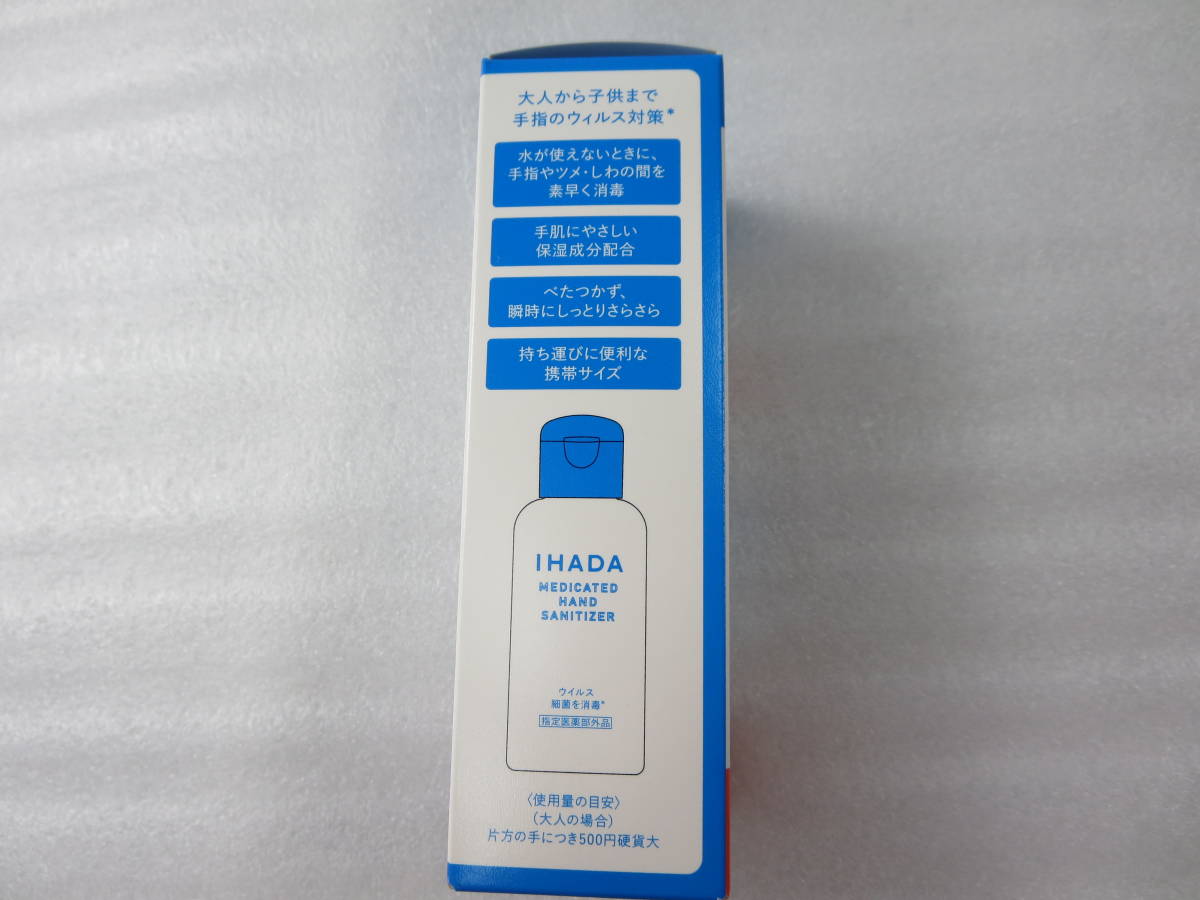 大人から子供まで
手指のウィルス対策*
水が使えないときに、
手指やツメ・しわの間を
素早く消毒
手肌にやさしい
保湿成分配合
べたつかず、
瞬時にしっとりさらさら
持ち運びに便利な
携帯サイズ
IHADA
MEDICATED
HAND
SANITIZER
ウイルス
細菌を消毒*
指定医薬部外品
〈使用量の目安〉
(大人の場合)
片方の手につき500円硬貨大